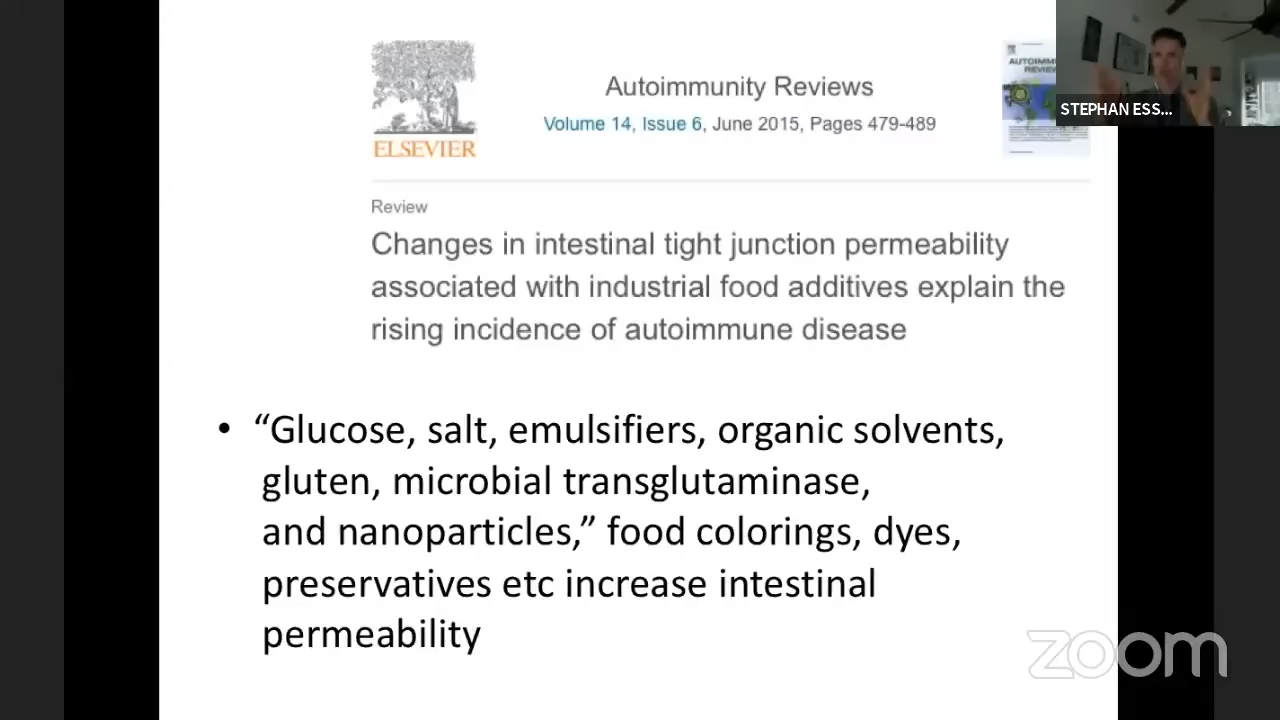 Autoimmunity Reviews
Volume 14, Issue 6, June 2015, Pages 479-489
ELSEVIER
AUTOIMM
REVIEW
STEPHAN ESS...
Review
Changes in intestinal tight junction permeability
associated with industrial food additives explain the
rising incidence of autoimmune disease
• “Glucose, salt, emulsifiers, organic solvents,
gluten, microbial transglutaminase,
and nanoparticles,” food colorings, dyes,
preservatives etc increase intestinal
permeability
zoom